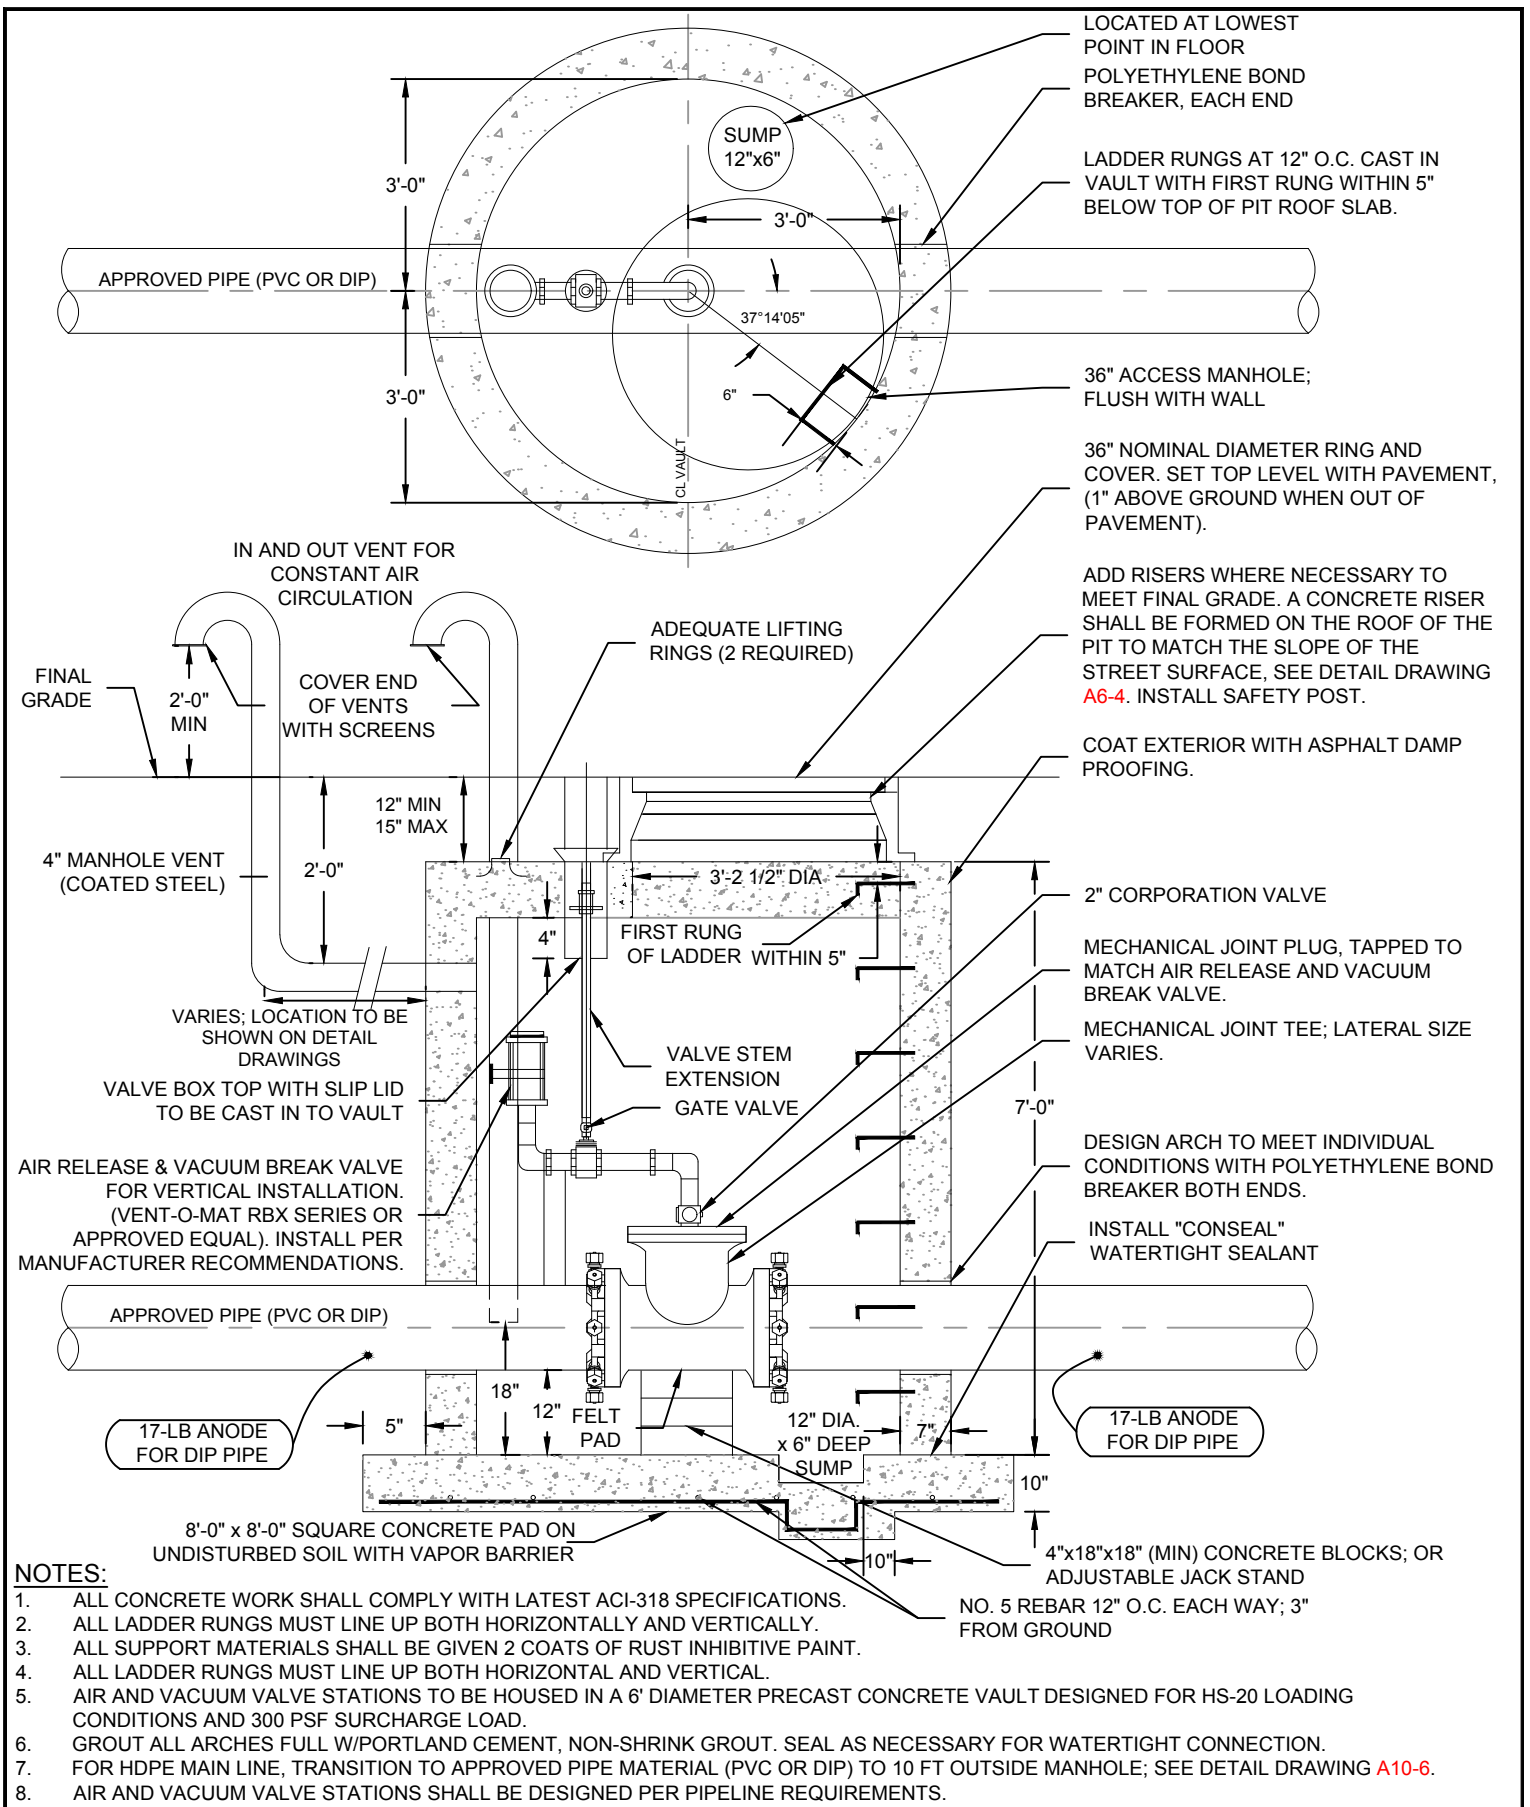 LOCATED AT LOWEST
POINT IN FLOOR
POLYETHYLENE BOND
BREAKER, EACH END
SUMP
12"x6"
LADDER RUNGS AT 12" O.C. CAST IN
VAULT WITH FIRST RUNG WITHIN 5"
BELOW TOP OF PIT ROOF SLAB.
3'-0"
3'-0"
APPROVED PIPE (PVC OR DIP)
37°14'05"
36" ACCESS MANHOLE;
FLUSH WITH WALL
6"
3'-0"
CL VAULT
36" NOMINAL DIAMETER RING AND
COVER. SET TOP LEVEL WITH PAVEMENT,
(1" ABOVE GROUND WHEN OUT OF
PAVEMENT).
IN AND OUT VENT FOR
CONSTANT AIR
CIRCULATION
ADD RISERS WHERE NECESSARY TO
MEET FINAL GRADE. A CONCRETE RISER
SHALL BE FORMED ON THE ROOF OF THE
PIT TO MATCH THE SLOPE OF THE
STREET SURFACE, SEE DETAIL DRAWING
A6-4. INSTALL SAFETY POST.
ADEQUATE LIFTING
RINGS (2 REQUIRED)
FINAL
GRADE
2'-0"
MIN
COVER END
OF VENTS
WITH SCREENS
COAT EXTERIOR WITH ASPHALT DAMP
PROOFING.
12" MIN
15" MAX
4" MANHOLE VENT
(COATED STEEL)
2'-0"
3'-2 1/2" DIA
2" CORPORATION VALVE
4"
FIRST RUNG
OF LADDER
WITHIN 5"
MECHANICAL JOINT PLUG, TAPPED TO
MATCH AIR RELEASE AND VACUUM
BREAK VALVE.
VARIES; LOCATION TO BE
SHOWN ON DETAIL
DRAWINGS
MECHANICAL JOINT TEE; LATERAL SIZE
VARIES.
VALVE STEM
EXTENSION
VALVE BOX TOP WITH SLIP LID
TO BE CAST IN TO VAULT
GATE VALVE
7'-0"
AIR RELEASE & VACUUM BREAK VALVE
FOR VERTICAL INSTALLATION.
(VENT-O-MAT RBX SERIES OR
APPROVED EQUAL). INSTALL PER
MANUFACTURER RECOMMENDATIONS.
DESIGN ARCH TO MEET INDIVIDUAL
CONDITIONS WITH POLYETHYLENE BOND
BREAKER BOTH ENDS.
INSTALL "CONSEAL"
WATERTIGHT SEALANT
APPROVED PIPE (PVC OR DIP)
18"
12"
5"
FELT
PAD
12" DIA.
x 6" DEEP
SUMP
7"
17-LB ANODE
FOR DIP PIPE
17-LB ANODE
FOR DIP PIPE
10"
8'-0" x 8'-0" SQUARE CONCRETE PAD ON
UNDISTURBED SOIL WITH VAPOR BARRIER
10"
4"x18"x18" (MIN) CONCRETE BLOCKS; OR
ADJUSTABLE JACK STAND
NO. 5 REBAR 12" O.C. EACH WAY; 3"
FROM GROUND
NOTES:
1. ALL CONCRETE WORK SHALL COMPLY WITH LATEST ACI-318 SPECIFICATIONS.
2. ALL LADDER RUNGS MUST LINE UP BOTH HORIZONTALLY AND VERTICALLY.
3. ALL SUPPORT MATERIALS SHALL BE GIVEN 2 COATS OF RUST INHIBITIVE PAINT.
4. ALL LADDER RUNGS MUST LINE UP BOTH HORIZONTAL AND VERTICAL.
5. AIR AND VACUUM VALVE STATIONS TO BE HOUSED IN A 6' DIAMETER PRECAST CONCRETE VAULT DESIGNED FOR HS-20 LOADING
CONDITIONS AND 300 PSF SURCHARGE LOAD.
6. GROUT ALL ARCHES FULL W/PORTLAND CEMENT, NON-SHRINK GROUT. SEAL AS NECESSARY FOR WATERTIGHT CONNECTION.
7. FOR HDPE MAIN LINE, TRANSITION TO APPROVED PIPE MATERIAL (PVC OR DIP) TO 10 FT OUTSIDE MANHOLE; SEE DETAIL DRAWING A10-6.
8. AIR AND VACUUM VALVE STATIONS SHALL BE DESIGNED PER PIPELINE REQUIREMENTS.